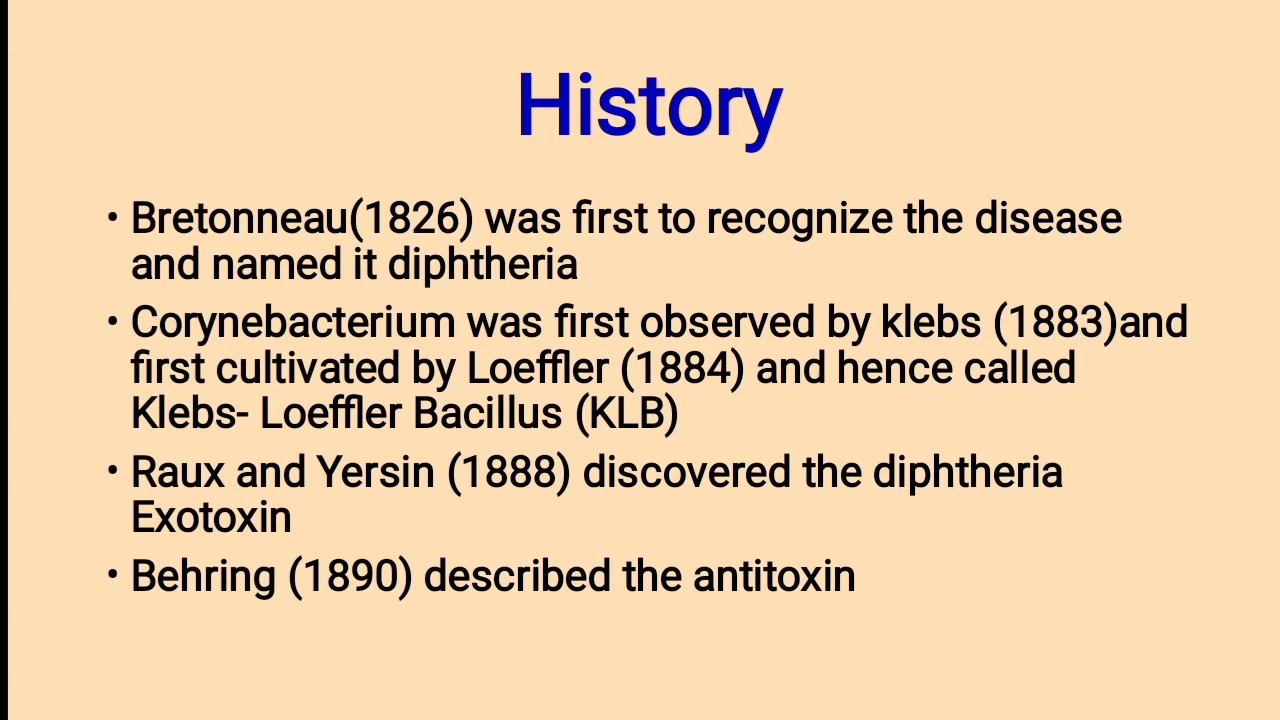 History
• Bretonneau(1826) was first to recognize the disease
and named it diphtheria
• Corynebacterium was first observed by klebs (1883)and
first cultivated by Loeffler (1884) and hence called
Klebs- Loeffler Bacillus (KLB)
• Raux and Yersin (1888) discovered the diphtheria
Exotoxin
• Behring (1890) described the antitoxin